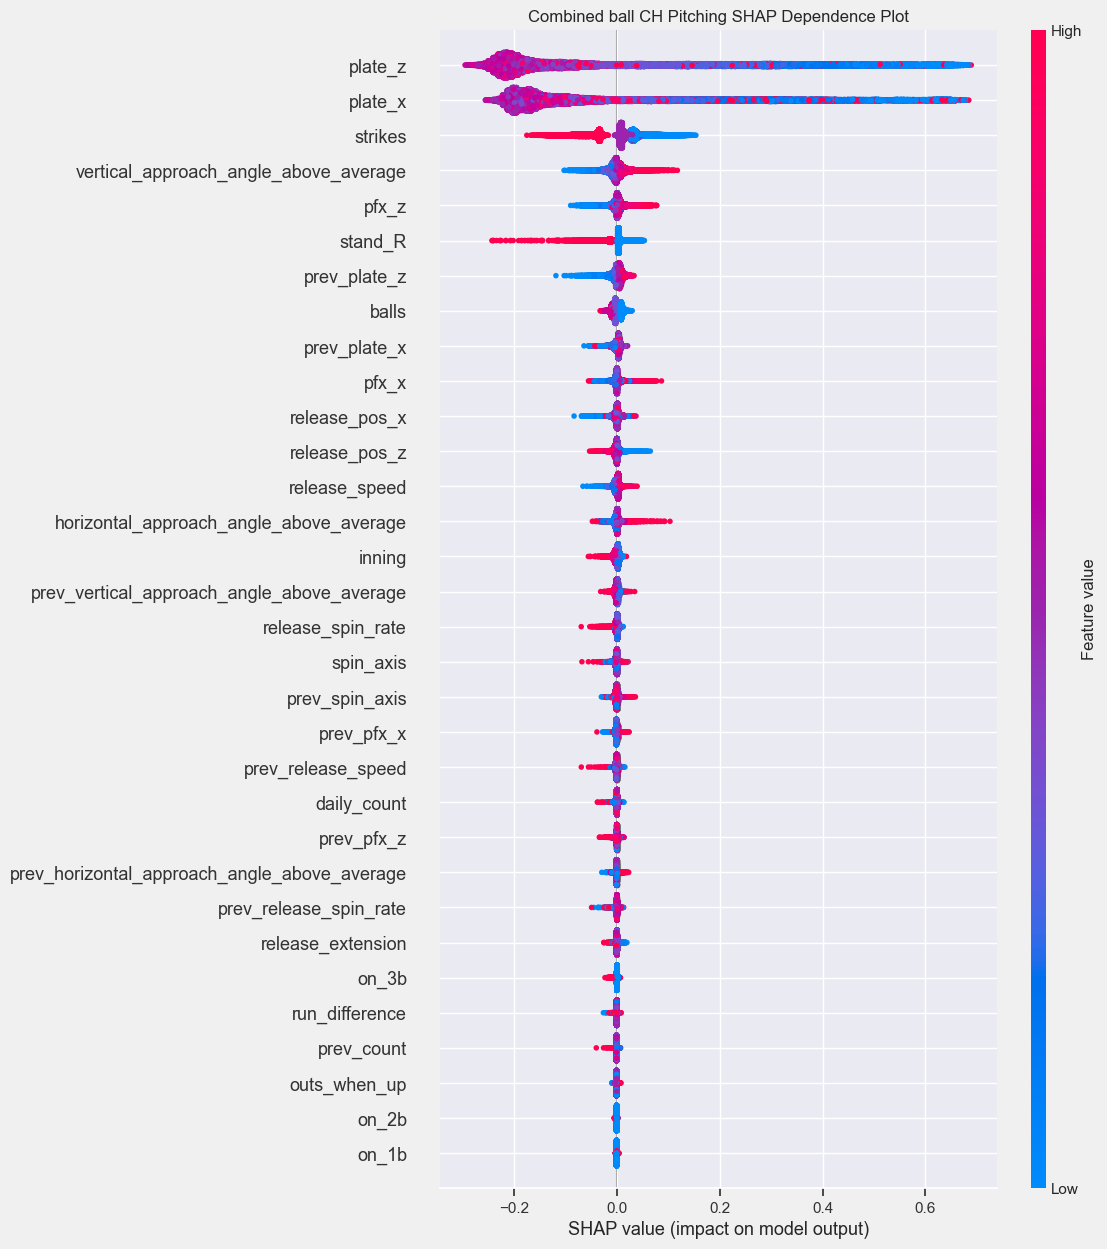 Combined ball CH Pitching SHAP Dependence Plot
High
plate_z
plate_x
strikes
vertical_approach_angle_above_average
pfx_z
stand_R
prev_plate_z
balls
prev_plate_x
pfx_x
release_pos_x
release_pos_z
release_speed
horizontal_approach_angle_above_average
inning
prev_vertical_approach_angle_above_average
release_spin_rate
spin_axis
prev_spin_axis
prev_pfx_x
prev_release_speed
daily_count
prev_pfx_z
prev_horizontal_approach_angle_above_average
prev_release_spin_rate
release_extension
on_3b
run_difference
prev_count
outs_when_up
on_2b
on_1b
Feature value
Low
−0.2 0.0 0.2 0.4 0.6
SHAP value (impact on model output)